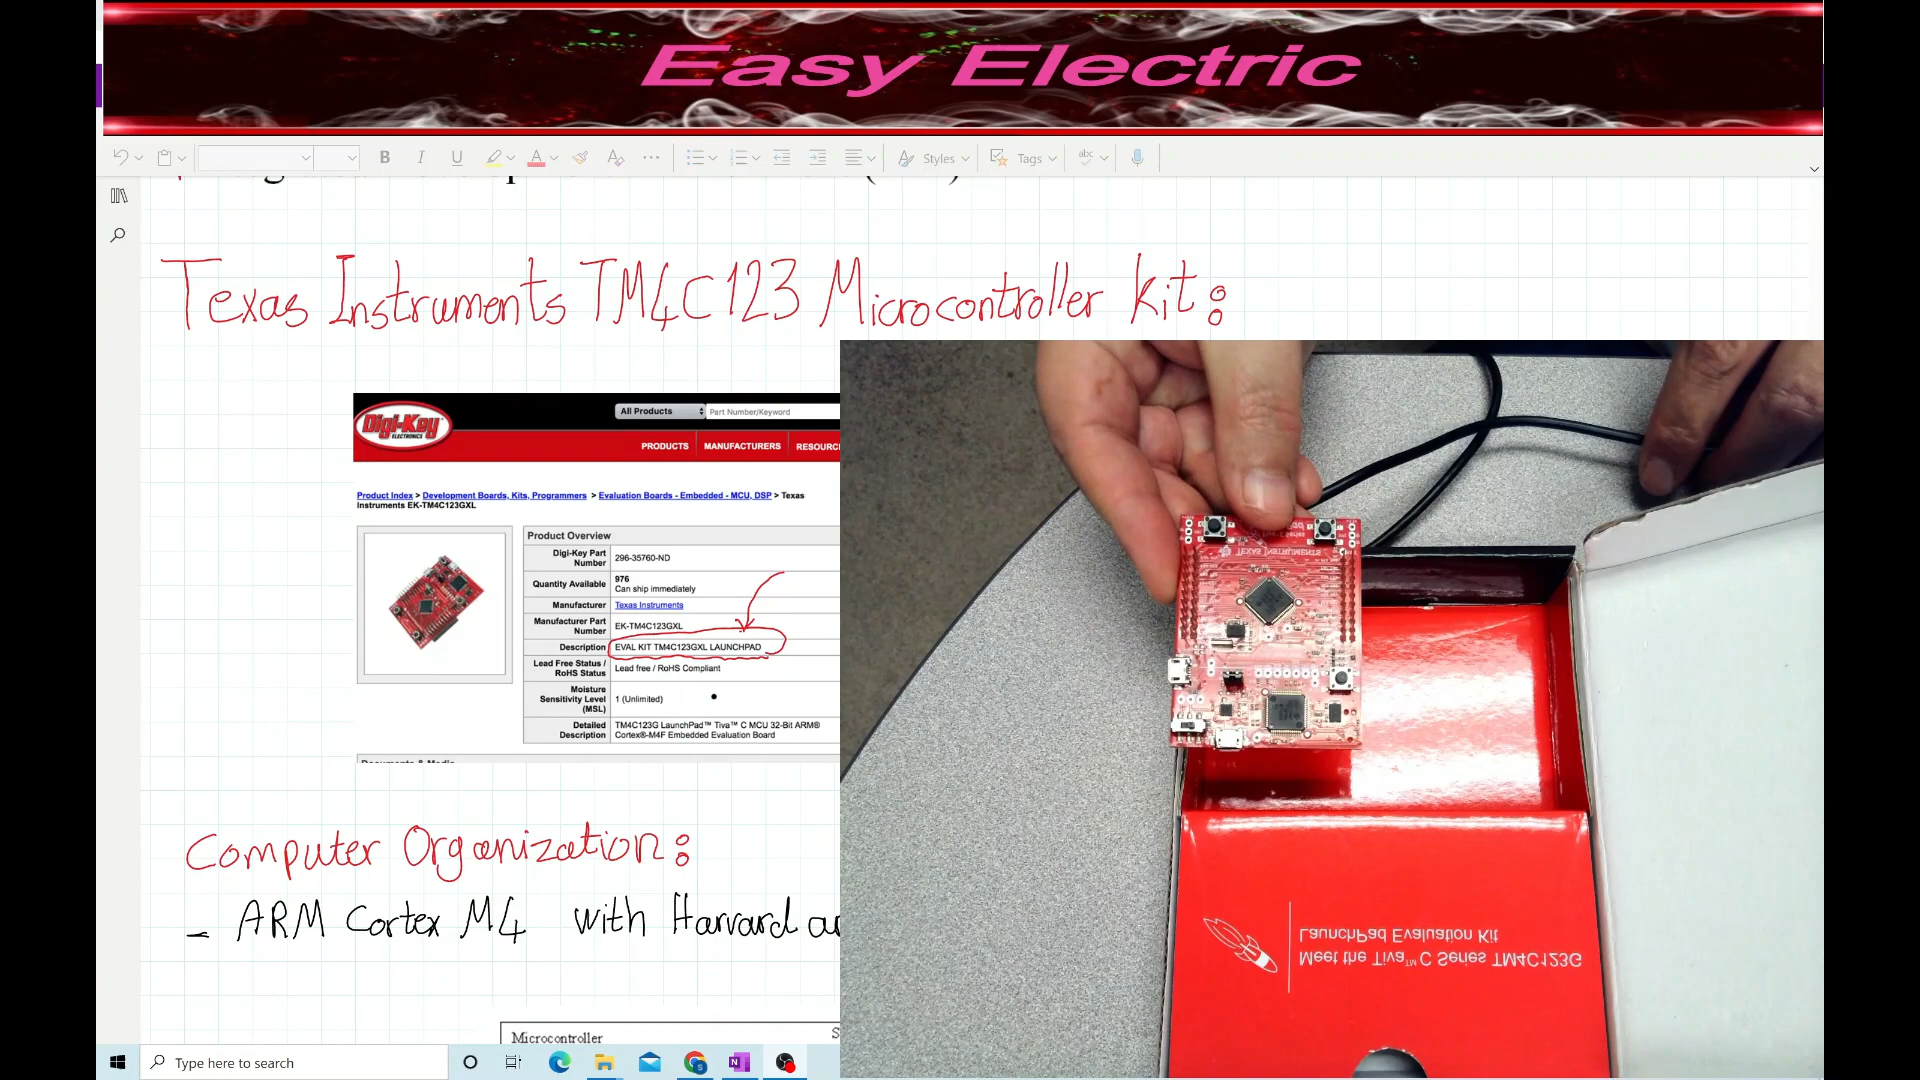 Easy Electric
Styles
Tags
Texas Instruments TM4C123 Microcontroller Kit:
Digi-Key
ELECTRONICS
All Products
Part Number/Keyword
PRODUCTS MANUFACTURERS RESOURC
Product Index > Development Boards, Kits, Programmers > Evaluation Boards - Embedded - MCU, DSP > Texas
Instruments EK-TM4C123GXL
Product Overview
Digi-Key Part Number 296-35760-ND
Quantity Available 976
Can ship immediately
Manufacturer Texas Instruments
Manufacturer Part Number EK-TM4C123GXL
Description EVAL KIT TM4C123GXL LAUNCHPAD
Lead Free Status / RoHS Status Lead free / RoHS Compliant
Moisture Sensitivity Level (MSL) 1 (Unlimited)
Detailed Description TM4C123G LaunchPad™ Tiva™ C MCU 32-Bit ARM®
Cortex®-M4F Embedded Evaluation Board
TEXAS INSTRUMENTS
Computer Organization:
- ARM Cortex M4 with Harvard ar
LaunchPad Evaluation Kit
Meet the Tiva™ C Series TM4C123G
Microcontroller
Type here to search